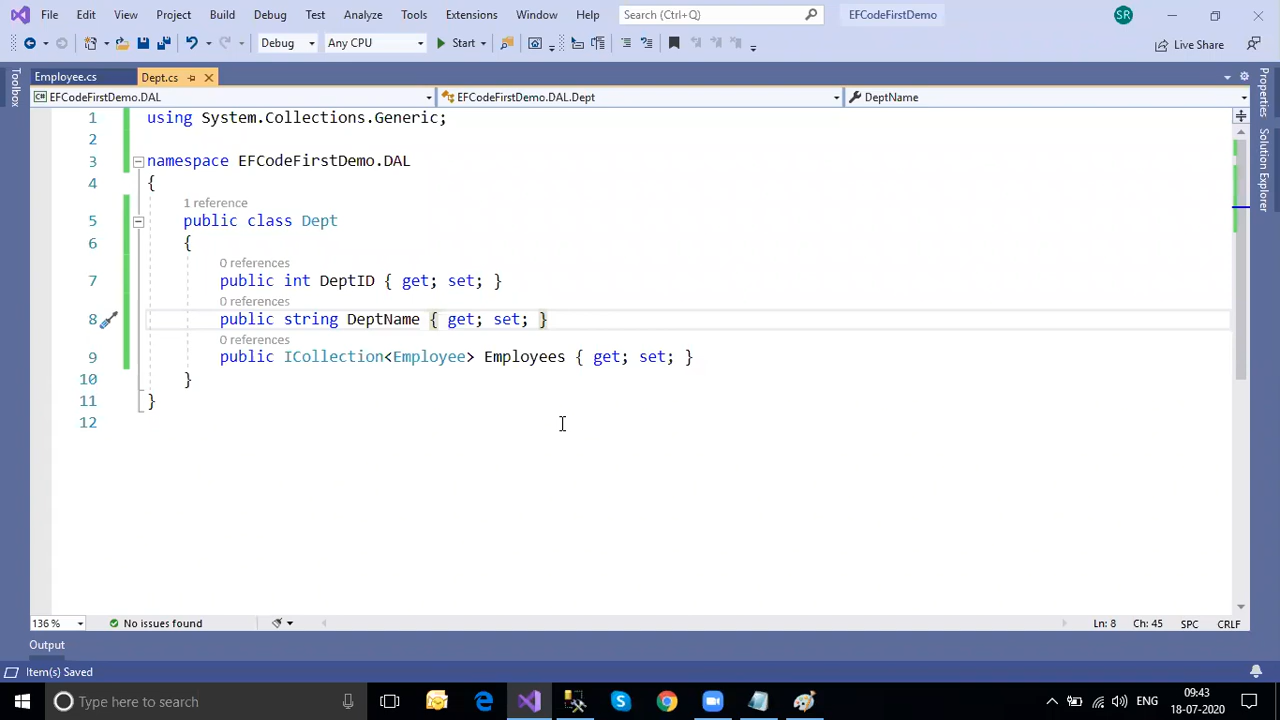 File Edit View Project Build Debug Test Analyze Tools Extensions Window Help Search (Ctrl+Q) EFCodeFirstDemo SR
Debug Any CPU Start Live Share
Toolbox
Employee.cs Dept.cs
EFCodeFirstDemo.DAL EFCodeFirstDemo.DAL.Dept DeptName
Properties
Solution Explorer
1 using System.Collections.Generic;
2
3 namespace EFCodeFirstDemo.DAL
4 {
1 reference
5 public class Dept
6 {
0 references
7 public int DeptID { get; set; }
0 references
8 public string DeptName { get; set; }
0 references
9 public ICollection<Employee> Employees { get; set; }
10 }
11 }
12
136 % No issues found Ln: 8 Ch: 45 SPC CRLF
Output
Item(s) Saved
Type here to search ENG 09:43
18-07-2020